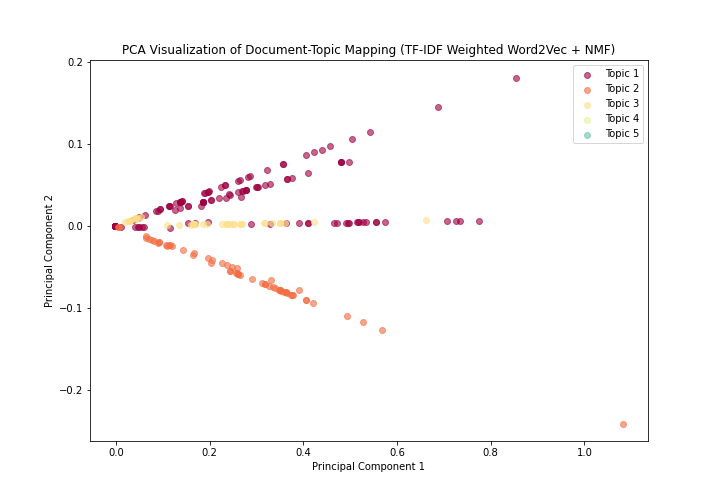 PCA Visualization of Document-Topic Mapping (TF-IDF Weighted Word2Vec + NMF)
Topic 1
Topic 2
Topic 3
Topic 4
Topic 5
0.2
0.1
0.0
−0.1
−0.2
Principal Component 2
0.0 0.2 0.4 0.6 0.8 1.0
Principal Component 1